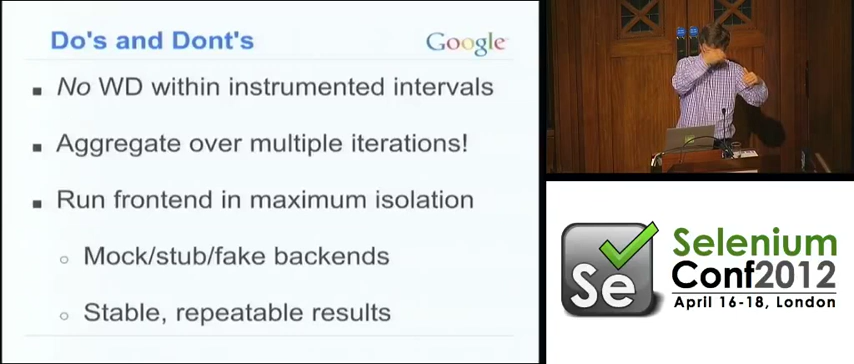 Do's and Dont's
Google
No WD within instrumented intervals
Aggregate over multiple iterations!
Run frontend in maximum isolation
Mock/stub/fake backends
Stable, repeatable results
Se
Selenium
Conf2012
April 16-18, London